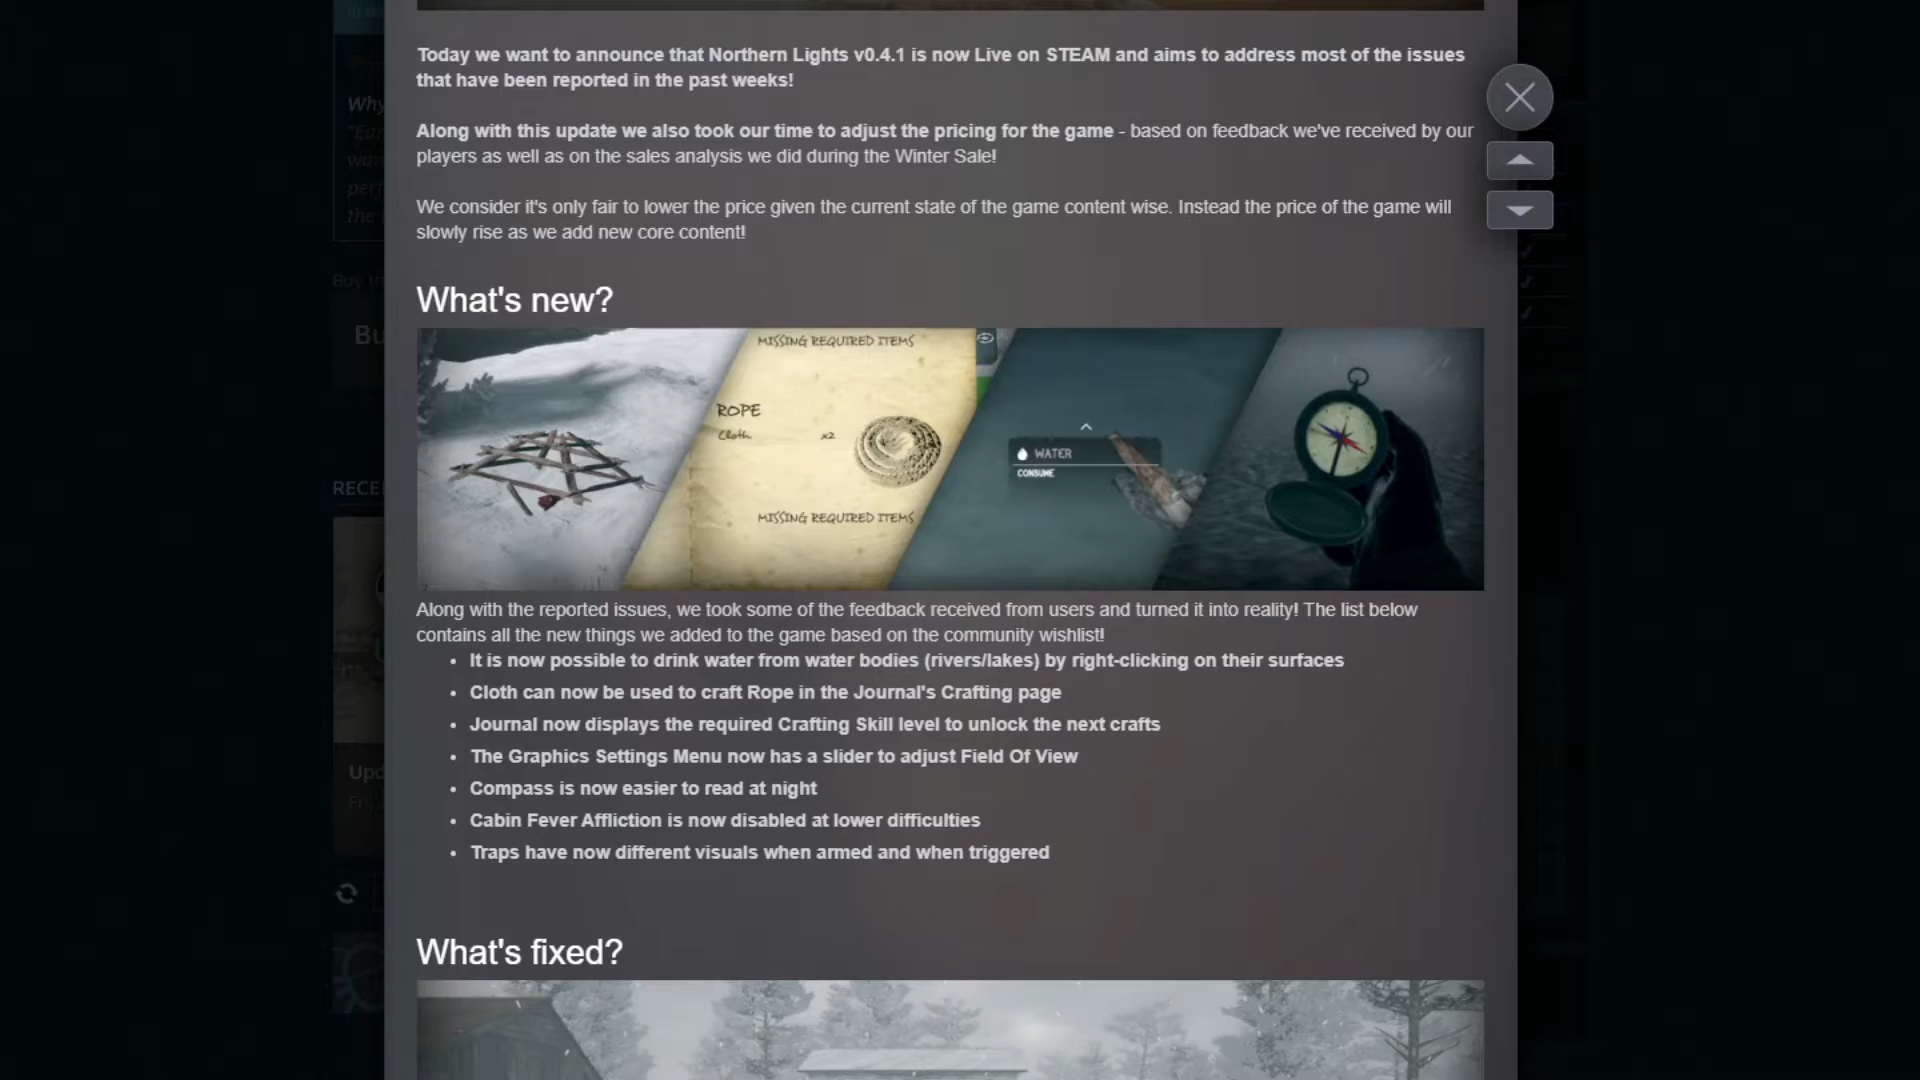 Today we want to announce that Northern Lights v0.4.1 is now Live on STEAM and aims to address most of the issues
that have been reported in the past weeks!
Along with this update we also took our time to adjust the pricing for the game - based on feedback we've received by our
players as well as on the sales analysis we did during the Winter Sale!
We consider it's only fair to lower the price given the current state of the game content wise. Instead the price of the game will
slowly rise as we add new core content!
What's new?
MISSING REQUIRED ITEMS
ROPE
Cloth x2
MISSING REQUIRED ITEMS
WATER
CONSUME
Along with the reported issues, we took some of the feedback received from users and turned it into reality! The list below
contains all the new things we added to the game based on the community wishlist!
• It is now possible to drink water from water bodies (rivers/lakes) by right-clicking on their surfaces
• Cloth can now be used to craft Rope in the Journal's Crafting page
• Journal now displays the required Crafting Skill level to unlock the next crafts
• The Graphics Settings Menu now has a slider to adjust Field Of View
• Compass is now easier to read at night
• Cabin Fever Affliction is now disabled at lower difficulties
• Traps have now different visuals when armed and when triggered
What's fixed?
Why
the
Bu
RECE
Upd